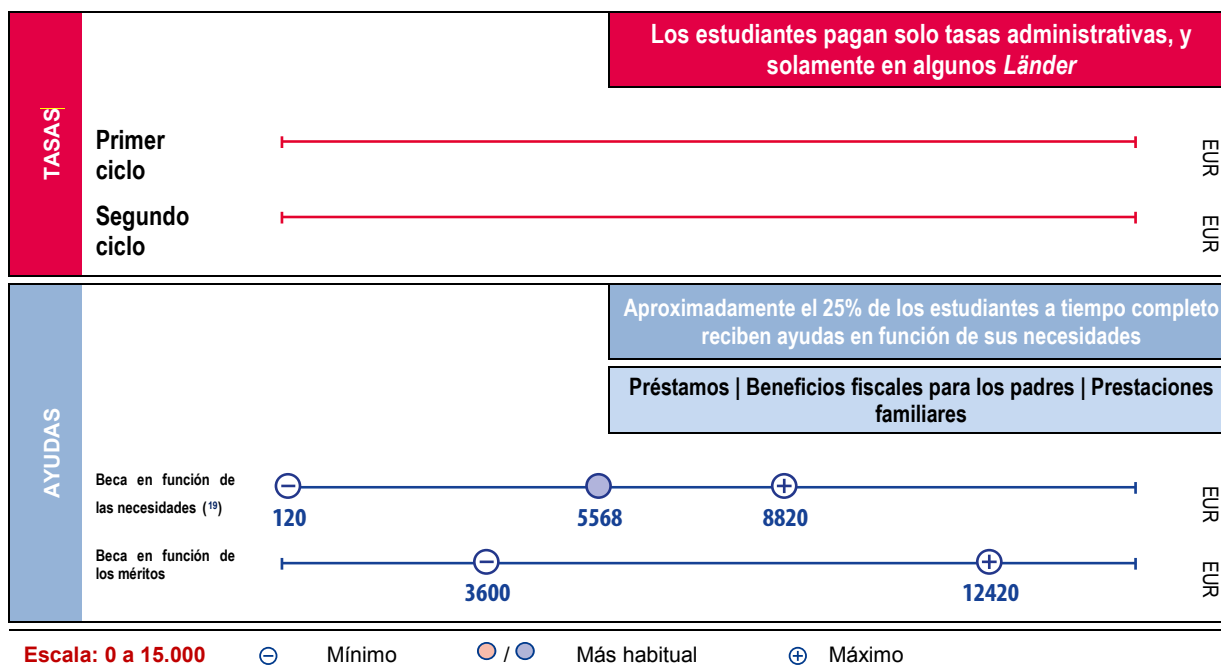 Los estudiantes pagan solo tasas administrativas, y
solamente en algunos Länder
TASAS
Primer
ciclo
EUR
Segundo
ciclo
EUR
Aproximadamente el 25% de los estudiantes a tiempo completo
reciben ayudas en función de sus necesidades
Préstamos | Beneficios fiscales para los padres | Prestaciones
familiares
AYUDAS
Beca en función de
las necesidades (19)
120 5568 8820
EUR
Beca en función de
los méritos
3600 12420
EUR
Escala: 0 a 15.000 Mínimo / Más habitual Máximo